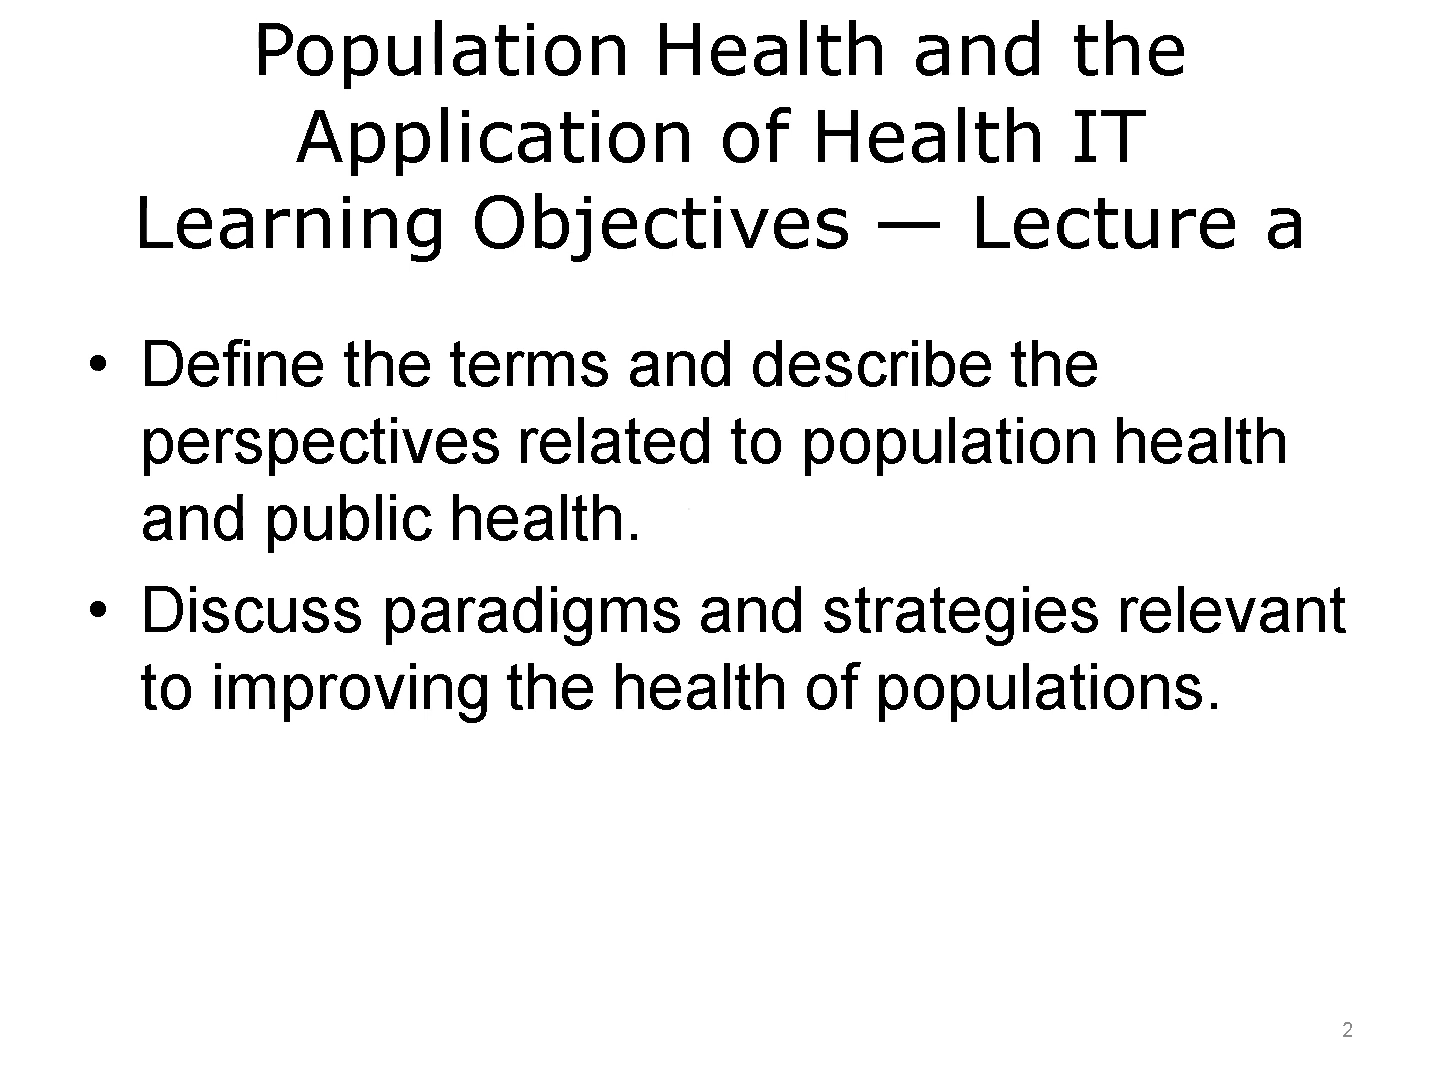 Population Health and the
Application of Health IT
Learning Objectives — Lecture a
• Define the terms and describe the
perspectives related to population health
and public health.
• Discuss paradigms and strategies relevant
to improving the health of populations.
2